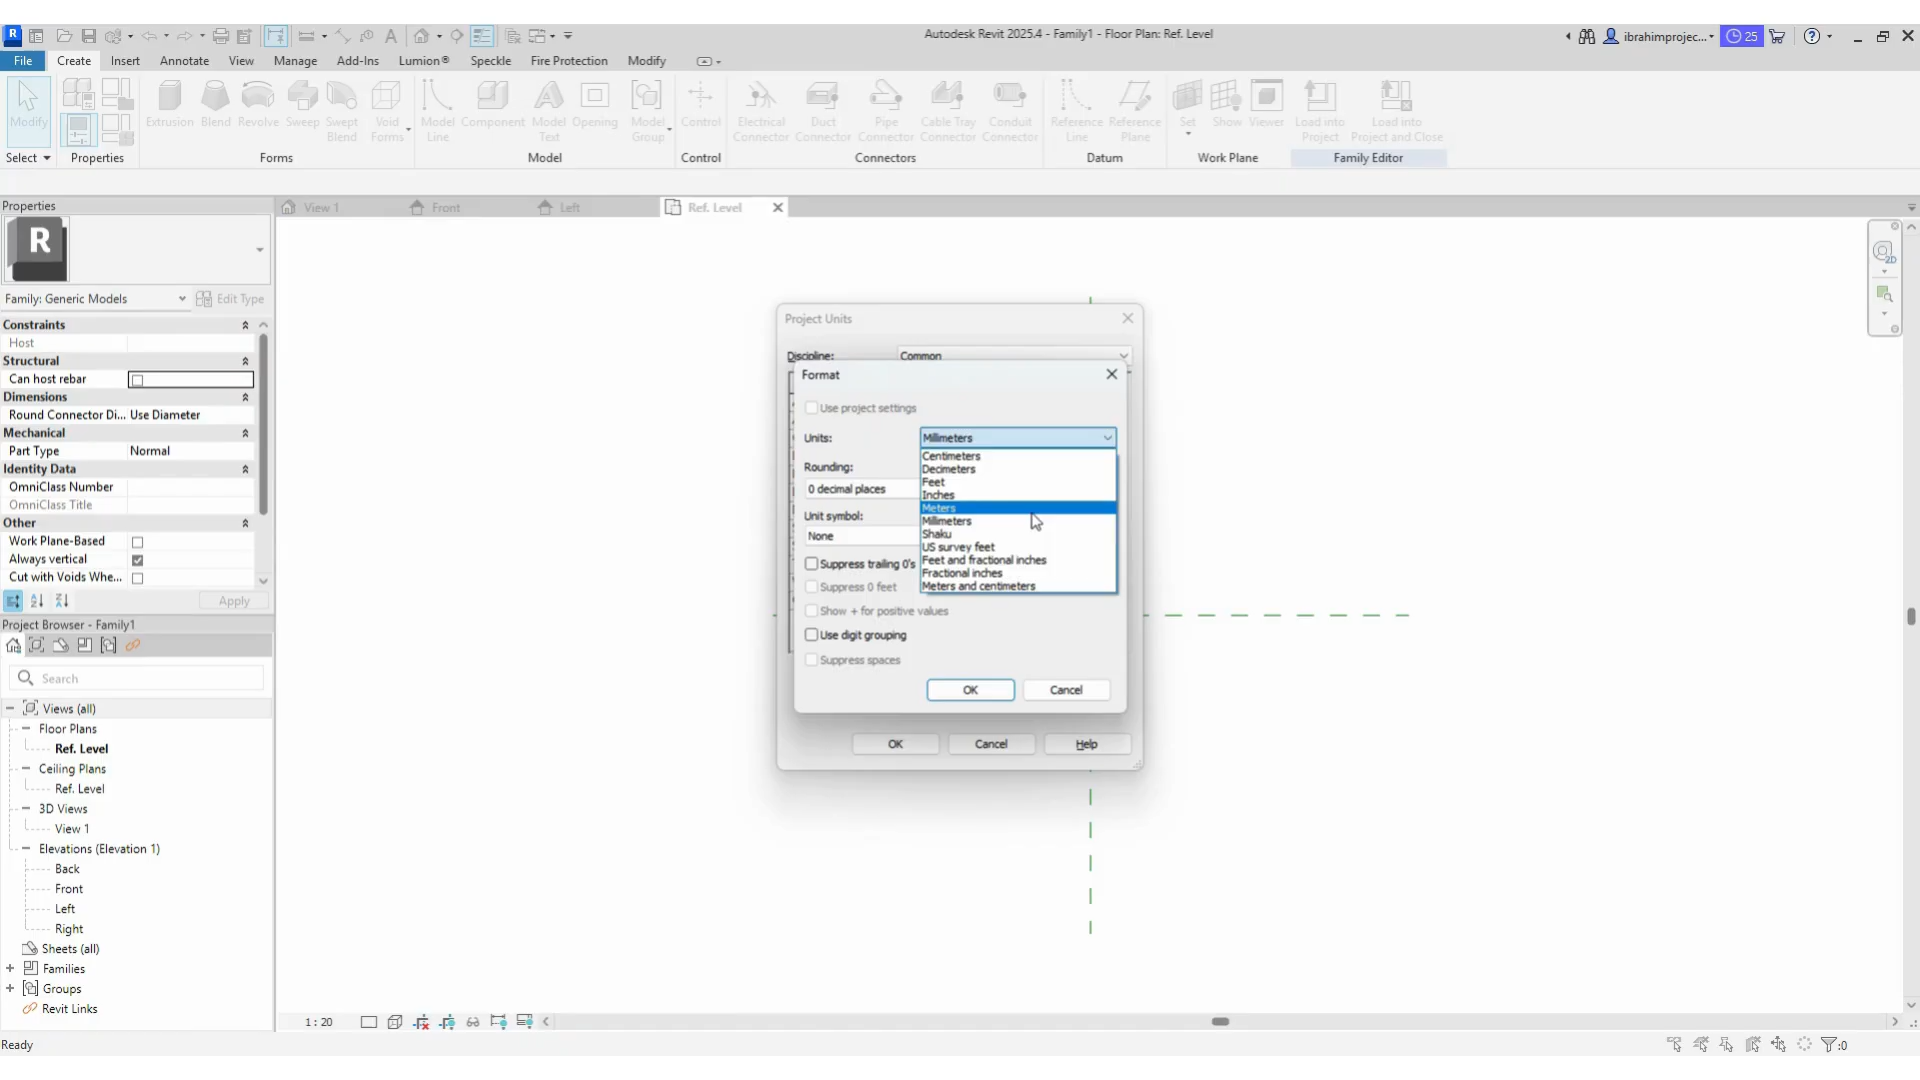 R
Autodesk Revit 2025.4 - Family1 - Floor Plan: Ref. Level
ibrahimprojec...
25
File Create Insert Annotate View Manage Add-Ins Lumion® Speckle Fire Protection Modify
Modify
Extrusion Blend Revolve Sweep Swept Blend Void Forms
Model Line Component Model Text Opening Model Group
Control
Electrical Connector Duct Connector Pipe Connector Cable Tray Connector Conduit Connector
Reference Line Reference Plane
Set Show Viewer
Load into Project Load into Project and Close
Select Properties Forms Model Control Connectors Datum Work Plane Family Editor
Properties
View 1 Front Left Ref. Level
R
2D
Family: Generic Models Edit Type
Constraints
Host
Structural
Can host rebar
Dimensions
Round Connector Di... Use Diameter
Mechanical
Part Type Normal
Identity Data
OmniClass Number
OmniClass Title
Other
Work Plane-Based
Always vertical
Cut with Voids Whe...
Apply
Project Browser - Family1
Search
Views (all)
Floor Plans
Ref. Level
Ceiling Plans
Ref. Level
3D Views
View 1
Elevations (Elevation 1)
Back
Front
Left
Right
Sheets (all)
Families
Groups
Revit Links
Project Units
Discipline: Common
Format
Use project settings
Units: Millimeters
Centimeters
Decimeters
Feet
Inches
Meters
Millimeters
Shaku
US survey feet
Feet and fractional inches
Fractional inches
Meters and centimeters
Rounding:
0 decimal places
Unit symbol:
None
Suppress trailing 0's
Suppress 0 feet
Show + for positive values
Use digit grouping
Suppress spaces
OK Cancel
OK Cancel Help
1 : 20
Ready
:0